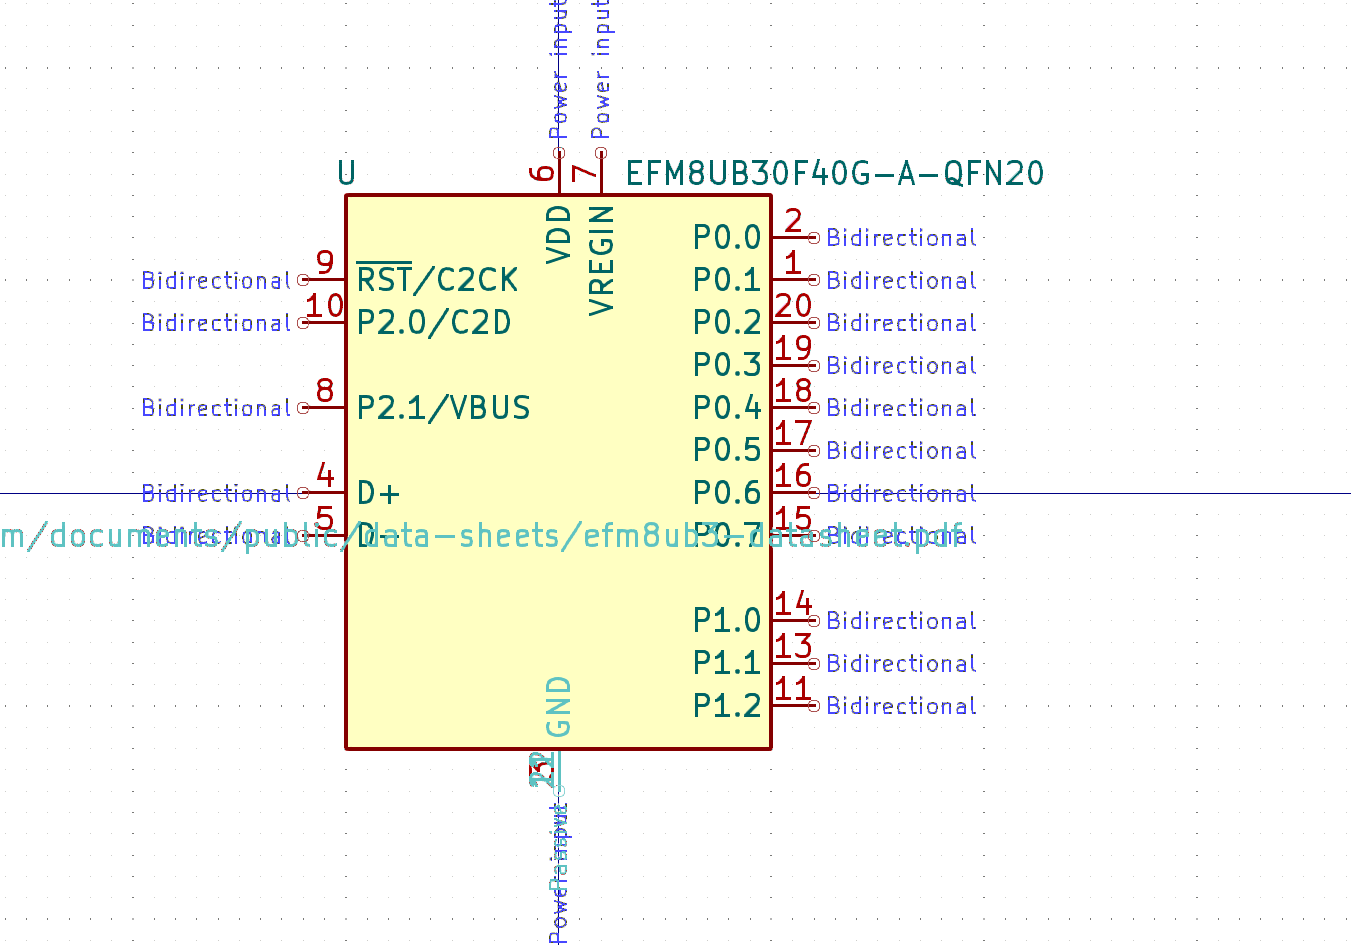 Power input
Power input
U
6
7
EFM8UB30F40G-A-QFN20
VDD
VREGIN
P0.0
2
Bidirectional
Bidirectional
9
RST/C2CK
P0.1
1
Bidirectional
Bidirectional
10
P2.0/C2D
P0.2
20
Bidirectional
P0.3
19
Bidirectional
Bidirectional
8
P2.1/VBUS
P0.4
18
Bidirectional
P0.5
17
Bidirectional
Bidirectional
4
D+
P0.6
16
Bidirectional
Bidirectional
5
D-
P0.7
15
Bidirectional
m/documents/public/data-sheets/efm8ub3-datasheet.pdf
P1.0
14
Bidirectional
P1.1
13
Bidirectional
P1.2
11
Bidirectional
GND
Power input